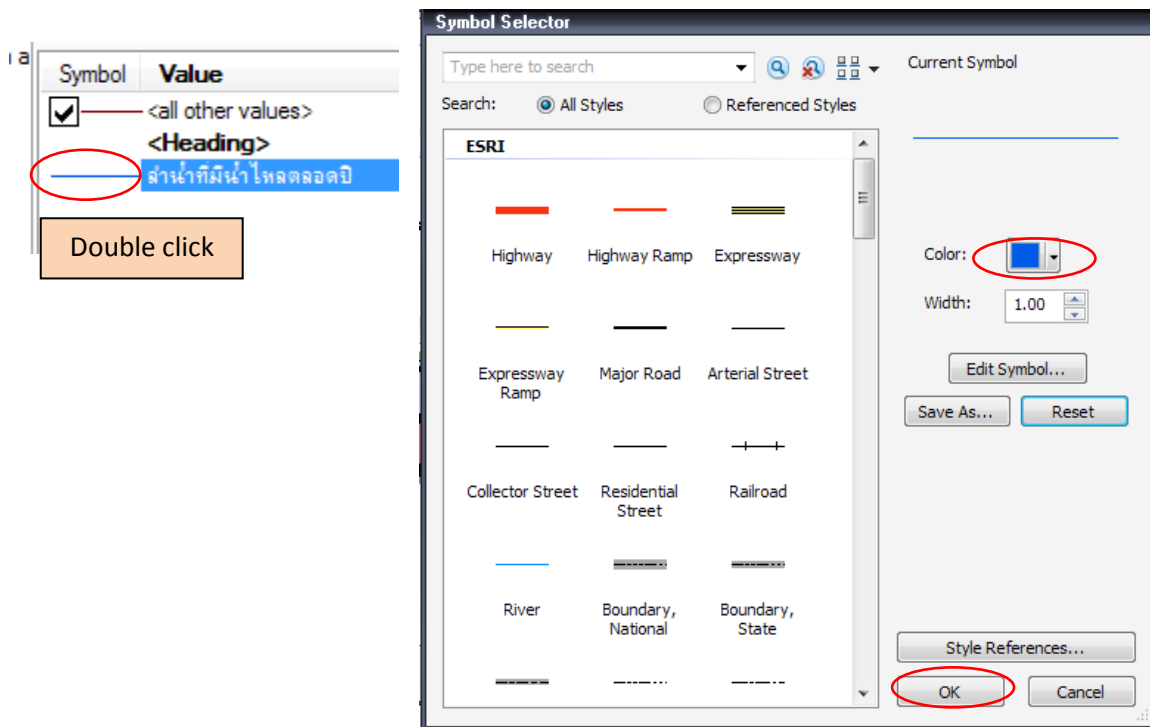 a
Symbol Value
<all other values>
<Heading>
ลำน้ำที่มีน้ำไหลตลอดปี
Double click
Symbol Selector
Type here to search
Search: All Styles Referenced Styles
ESRI
Highway Highway Ramp Expressway
Expressway Ramp
Major Road Arterial Street
Collector Street Residential Street
Railroad
River Boundary, National
Boundary, State
Current Symbol
Color:
Width: 1.00
Edit Symbol...
Save As... Reset
Style References...
OK Cancel